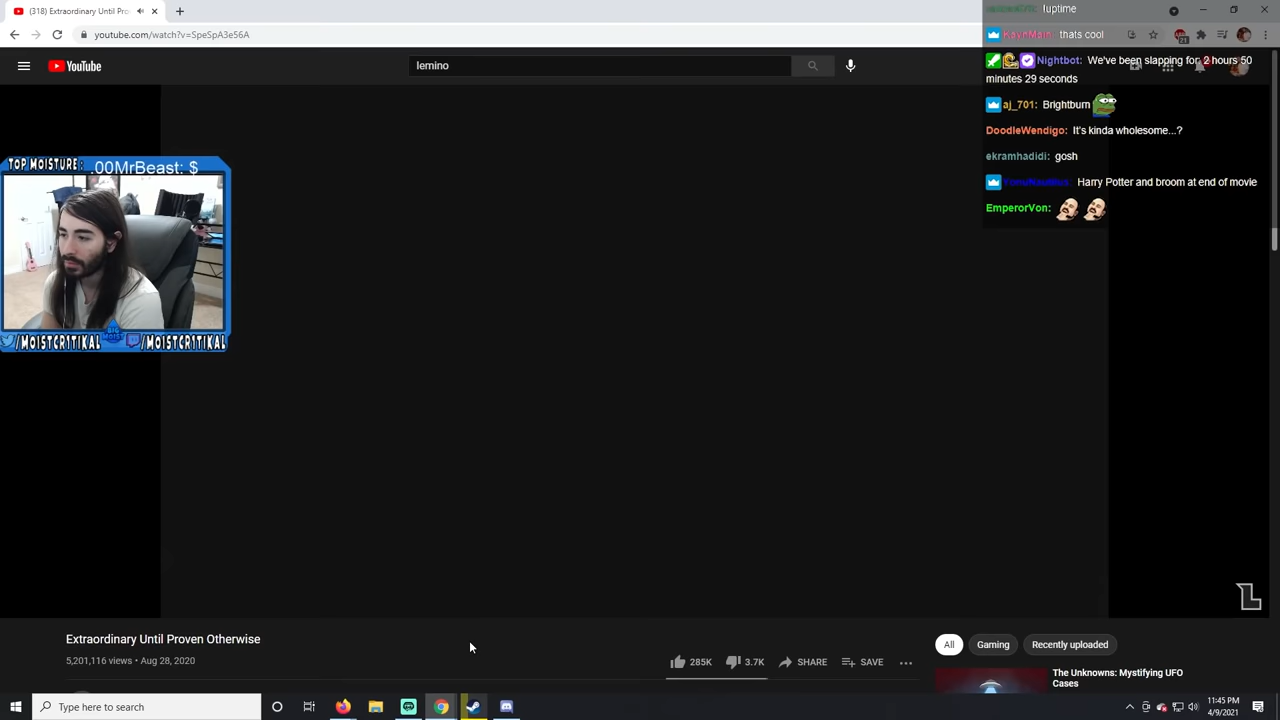 (318) Extraordinary Until Pro
youtube.com/watch?v=SpeSpA3e56A
YouTube
lemino
!uptime
thats cool
Nightbot: We've been slapping for 2 hours 50
minutes 29 seconds
aj_701: Brightburn
DoodleWendigo: It's kinda wholesome...?
ekramhadidi: gosh
Harry Potter and broom at end of movie
EmperorVon:
TOP MOISTURE: .00MrBeast: $
BIG MOIST
/MOISTCR1TIKAL /MOISTCR1TIKAL
Extraordinary Until Proven Otherwise
5,201,116 views • Aug 28, 2020
285K 3.7K SHARE SAVE
All Gaming Recently uploaded
The Unknowns: Mystifying UFO
Cases
Type here to search
11:45 PM
4/9/2021